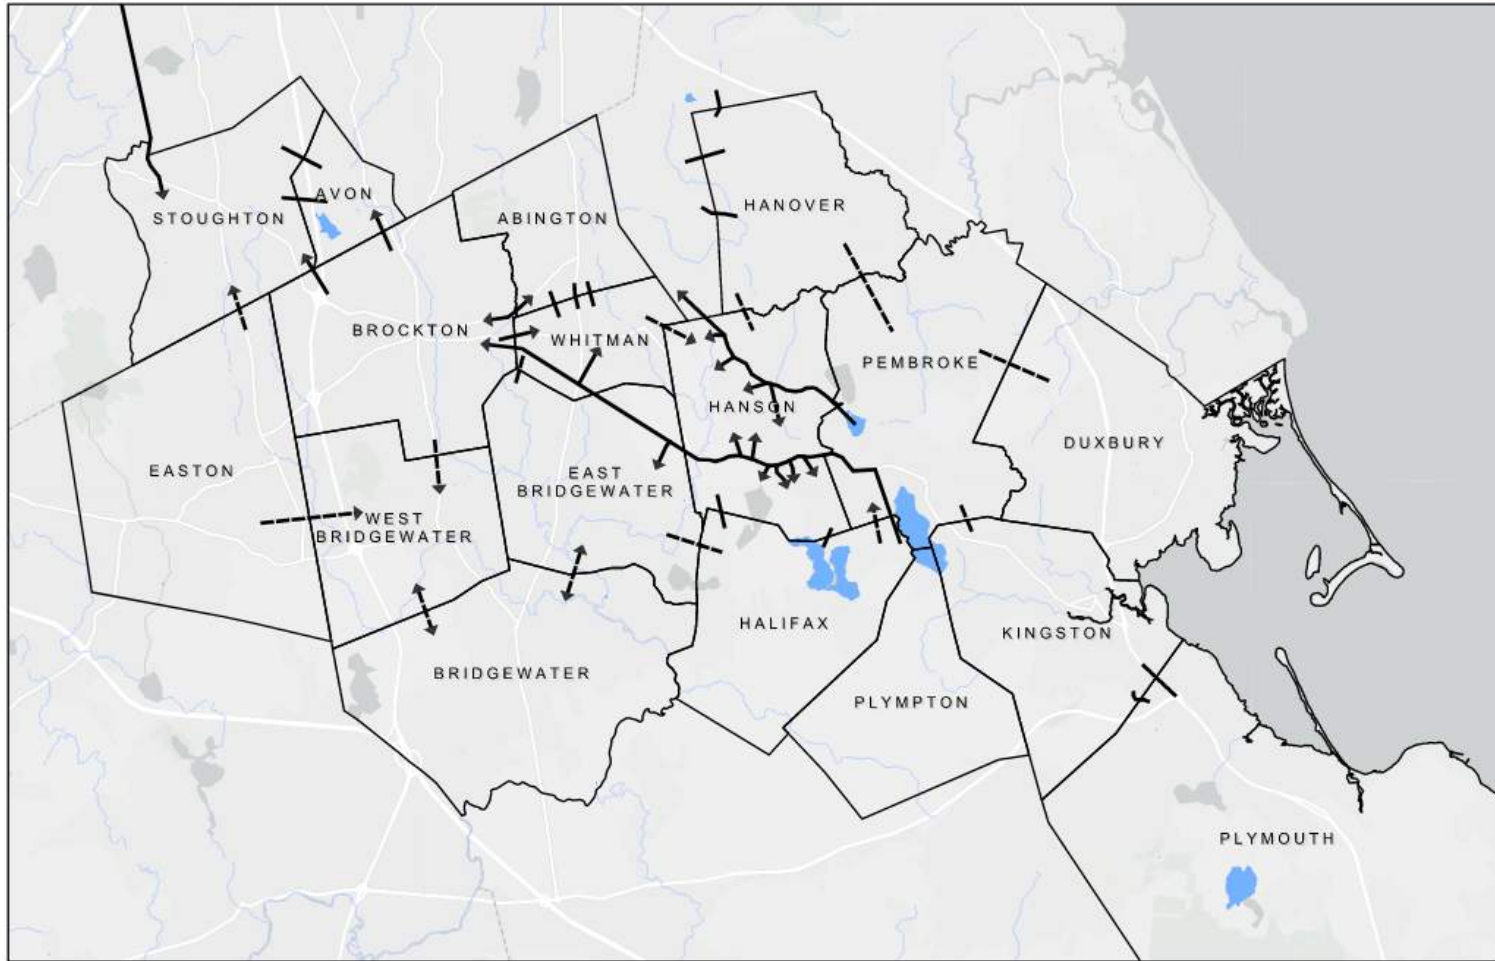 AVON
STOUGHTON
ABINGTON
HANOVER
BROCKTON
WHITMAN
PEMBROKE
HANSON
DUXBURY
EASTON
EAST
BRIDGEWATER
WEST
BRIDGEWATER
HALIFAX
KINGSTON
BRIDGEWATER
PLYMPTON
PLYMOUTH